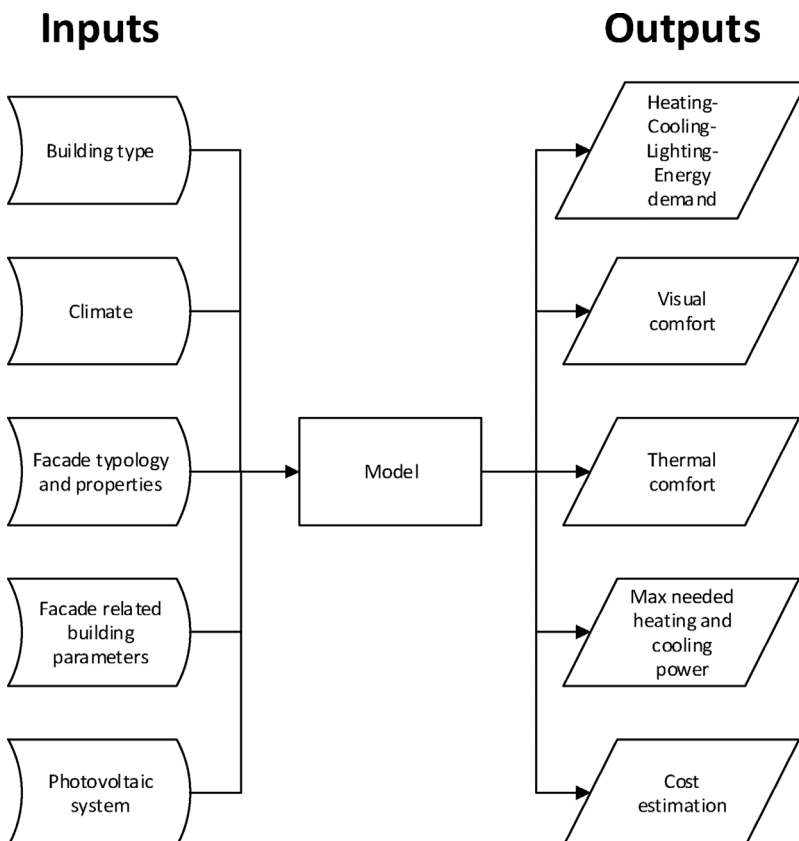 Inputs
Outputs
Building type
Climate
Facade typology
and properties
Facade related
building
parameters
Photovoltaic
system
Model
Heating-
Cooling-
Lighting-
Energy
demand
Visual
comfort
Thermal
comfort
Max needed
heating and
cooling
power
Cost
estimation